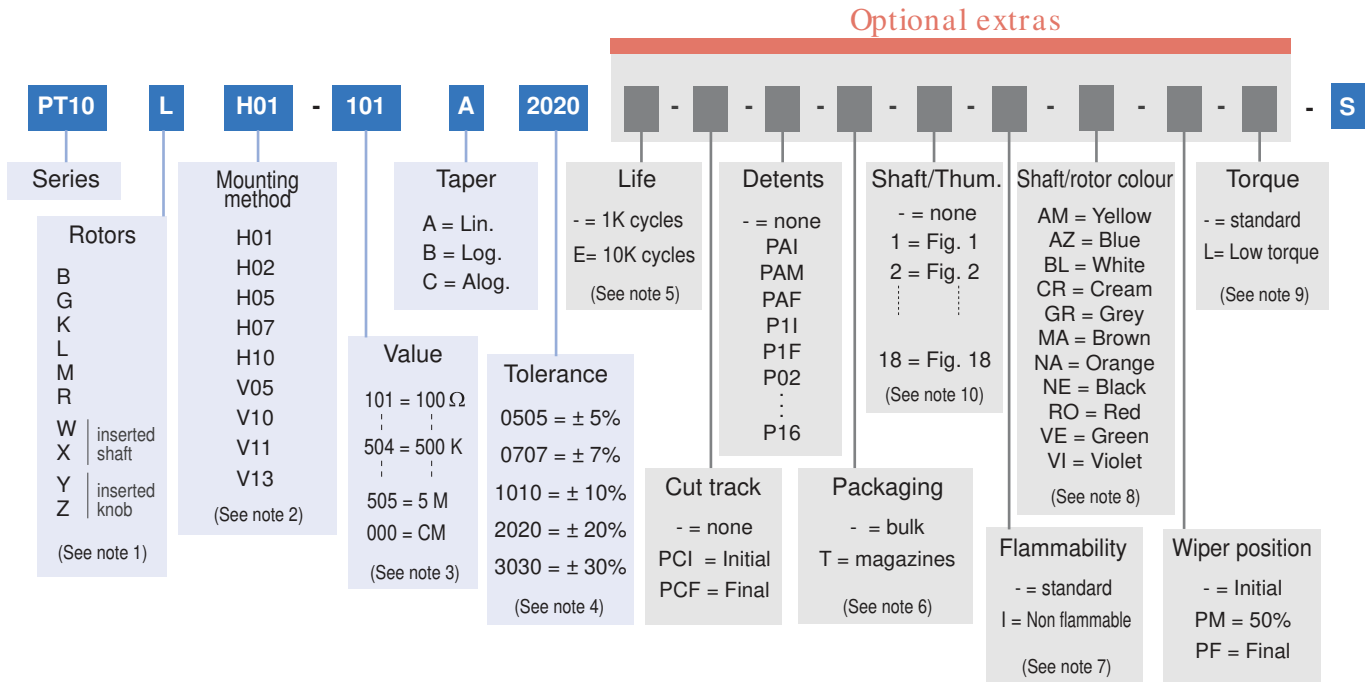 Optional extras
PT10 L H01 - 101 A 2020 - - - - - - - - - S
Series
Rotors
B
G
K
L
M
R
W
X
inserted
shaft
Y
Z
inserted
knob
(See note 1)
Mounting
method
H01
H02
H05
H07
H10
V05
V10
V11
V13
(See note 2)
Value
101 = 100 Ω
504 = 500 K
505 = 5 M
000 = CM
(See note 3)
Taper
A = Lin.
B = Log.
C = Alog.
Tolerance
0505 = ± 5%
0707 = ± 7%
1010 = ± 10%
2020 = ± 20%
3030 = ± 30%
(See note 4)
Life
- = 1K cycles
E= 10K cycles
(See note 5)
Cut track
- = none
PCI = Initial
PCF = Final
Detents
- = none
PAI
PAM
PAF
P1I
P1F
P02
P16
Packaging
- = bulk
T = magazines
(See note 6)
Shaft/Thum.
- = none
1 = Fig. 1
2 = Fig. 2
18 = Fig. 18
(See note 10)
Flammability
- = standard
I = Non flammable
(See note 7)
Shaft/rotor colour
AM = Yellow
AZ = Blue
BL = White
CR = Cream
GR = Grey
MA = Brown
NA = Orange
NE = Black
RO = Red
VE = Green
VI = Violet
(See note 8)
Wiper position
- = Initial
PM = 50%
PF = Final
Torque
- = standard
L= Low torque
(See note 9)